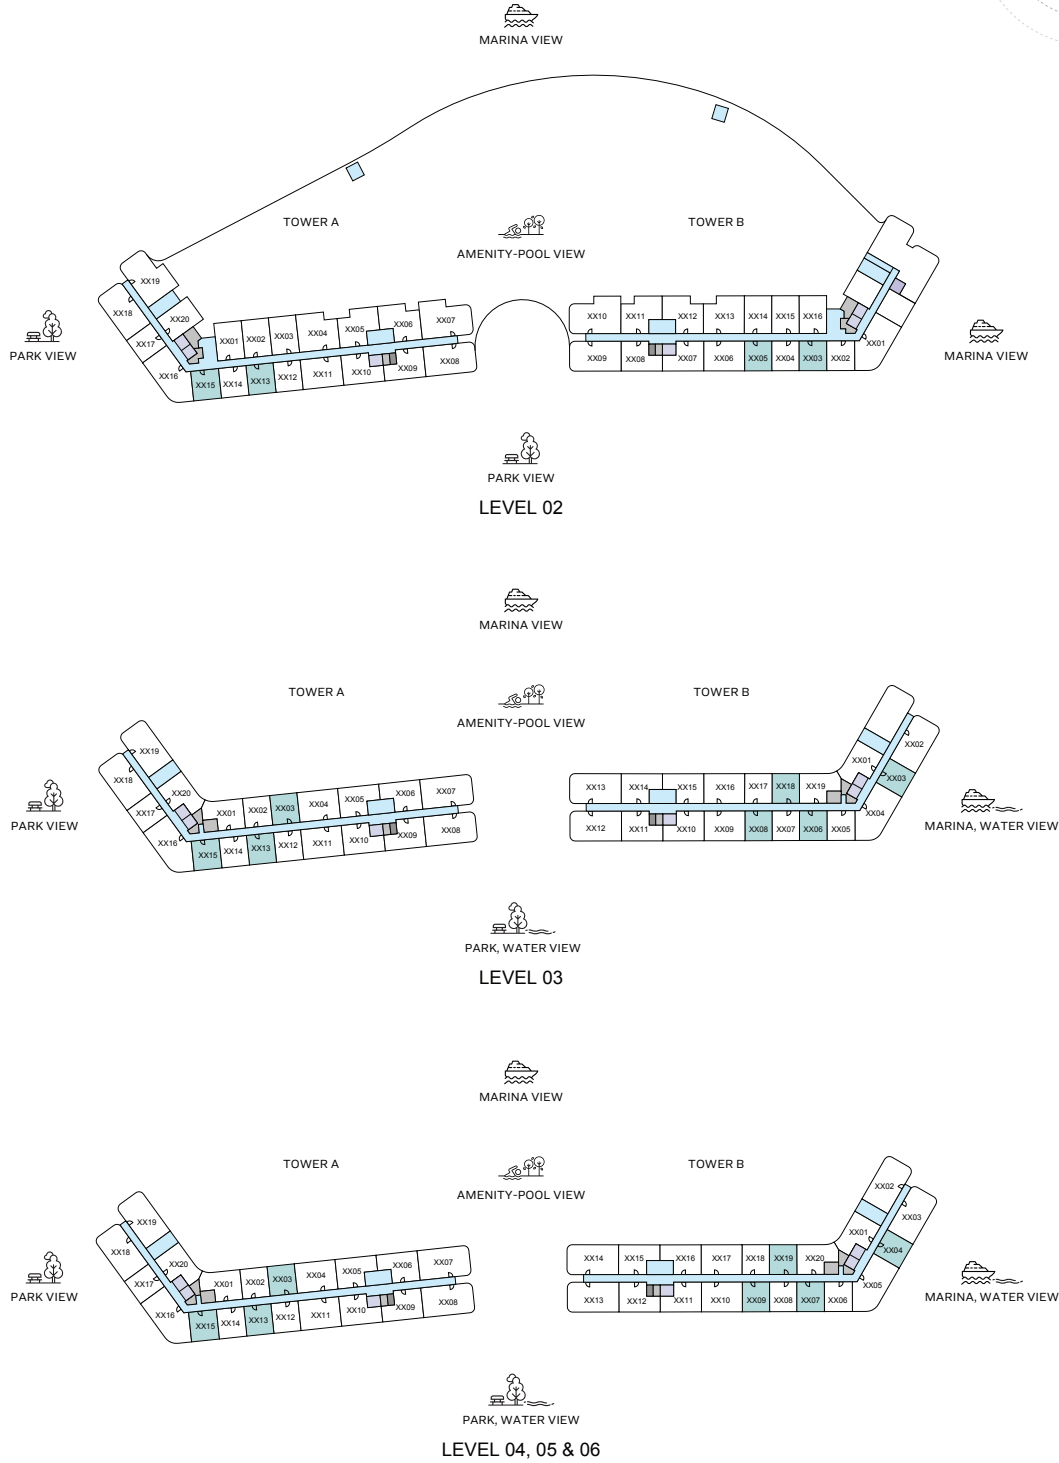 MARINA VIEW
TOWER A
TOWER B
AMENITY-POOL VIEW
XX19
XX18
XX20
XX17
XX16
XX01
XX02
XX03
XX04
XX05
XX06
XX07
XX15
XX14
XX13
XX12
XX11
XX10
XX09
XX08
XX10
XX11
XX12
XX13
XX14
XX15
XX16
XX01
XX09
XX08
XX07
XX06
XX05
XX04
XX03
XX02
PARK VIEW
MARINA VIEW
PARK VIEW
LEVEL 02
MARINA VIEW
TOWER A
TOWER B
AMENITY-POOL VIEW
XX19
XX18
XX20
XX17
XX16
XX01
XX02
XX03
XX04
XX05
XX06
XX07
XX15
XX14
XX13
XX12
XX11
XX10
XX09
XX08
XX02
XX01
XX03
XX04
XX13
XX14
XX15
XX16
XX17
XX18
XX19
XX12
XX11
XX10
XX09
XX08
XX07
XX06
XX05
PARK VIEW
MARINA, WATER VIEW
PARK, WATER VIEW
LEVEL 03
MARINA VIEW
TOWER A
TOWER B
AMENITY-POOL VIEW
XX19
XX18
XX20
XX17
XX16
XX01
XX02
XX03
XX04
XX05
XX06
XX07
XX15
XX14
XX13
XX12
XX11
XX10
XX09
XX08
XX02
XX03
XX01
XX04
XX05
XX14
XX15
XX16
XX17
XX18
XX19
XX20
XX13
XX12
XX11
XX10
XX09
XX08
XX07
XX06
PARK VIEW
MARINA, WATER VIEW
PARK, WATER VIEW
LEVEL 04, 05 & 06